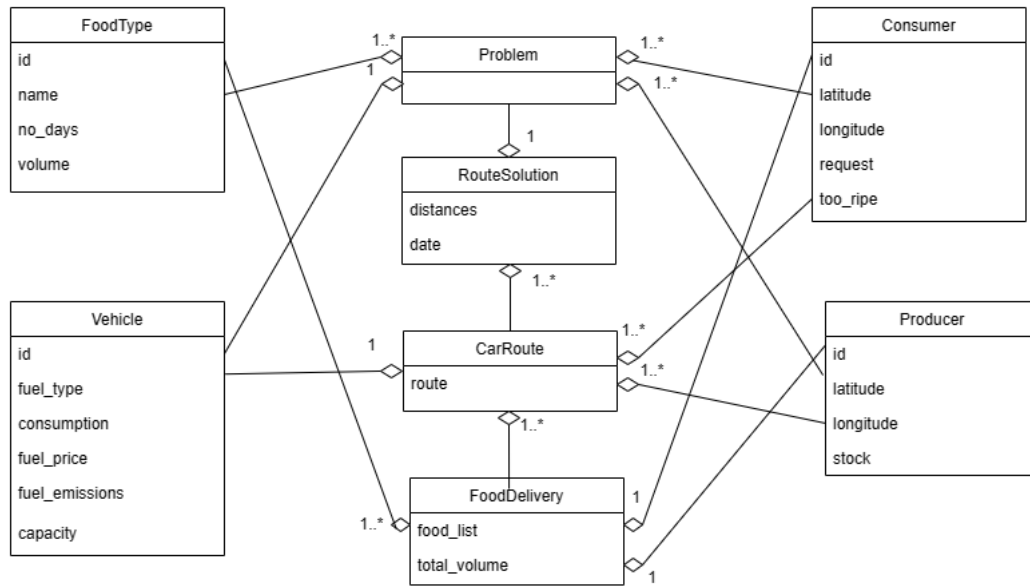 FoodType
id
name
no_days
volume
1..*
1
Problem
1..*
1..*
Consumer
id
latitude
longitude
request
too_ripe
1
RouteSolution
distances
date
1..*
Vehicle
id
fuel_type
consumption
fuel_price
fuel_emissions
capacity
1
CarRoute
route
1..*
1..*
1..*
Producer
id
latitude
longitude
stock
FoodDelivery
food_list
total_volume
1..*
1
1